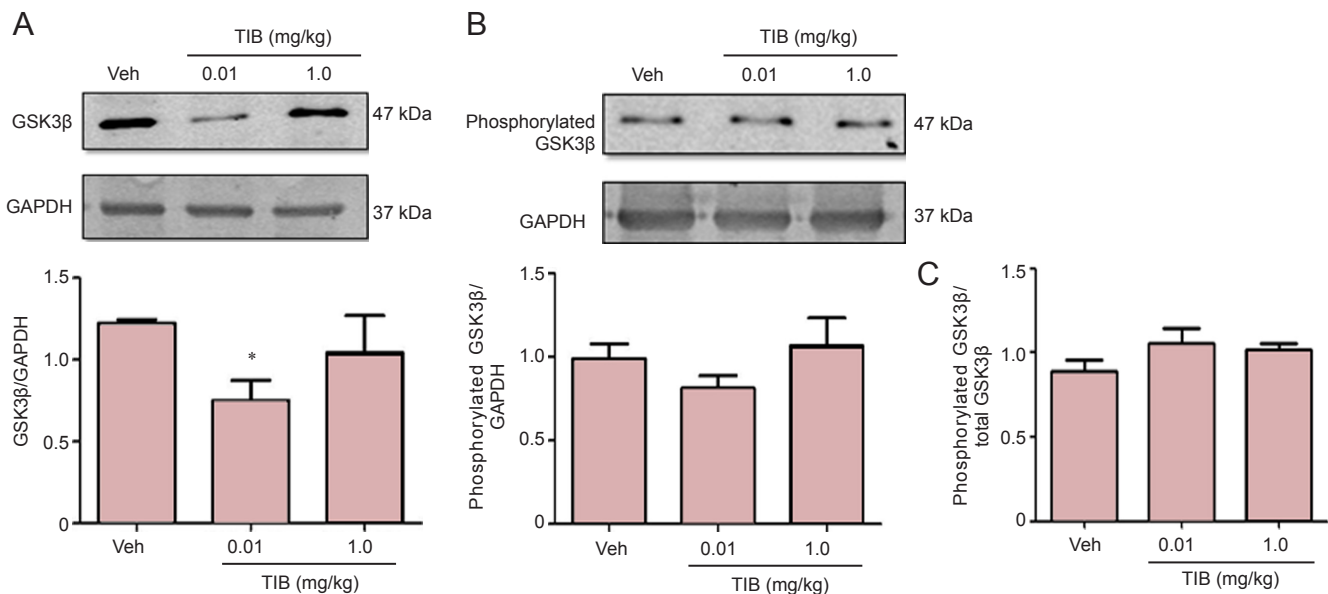 A
TIB (mg/kg)
Veh 0.01 1.0
GSK3β 47 kDa
GAPDH 37 kDa
GSK3β/GAPDH
1.5
1.0
0.5
0
*
Veh 0.01 1.0
TIB (mg/kg)
B
TIB (mg/kg)
Veh 0.01 1.0
Phosphorylated
GSK3β
47 kDa
GAPDH 37 kDa
Phosphorylated GSK3β/
GAPDH
1.5
1.0
0.5
0
Veh 0.01 1.0
TIB (mg/kg)
C
Phosphorylated GSK3β/
total GSK3β
1.5
1.0
0.5
0
Veh 0.01 1.0
TIB (mg/kg)